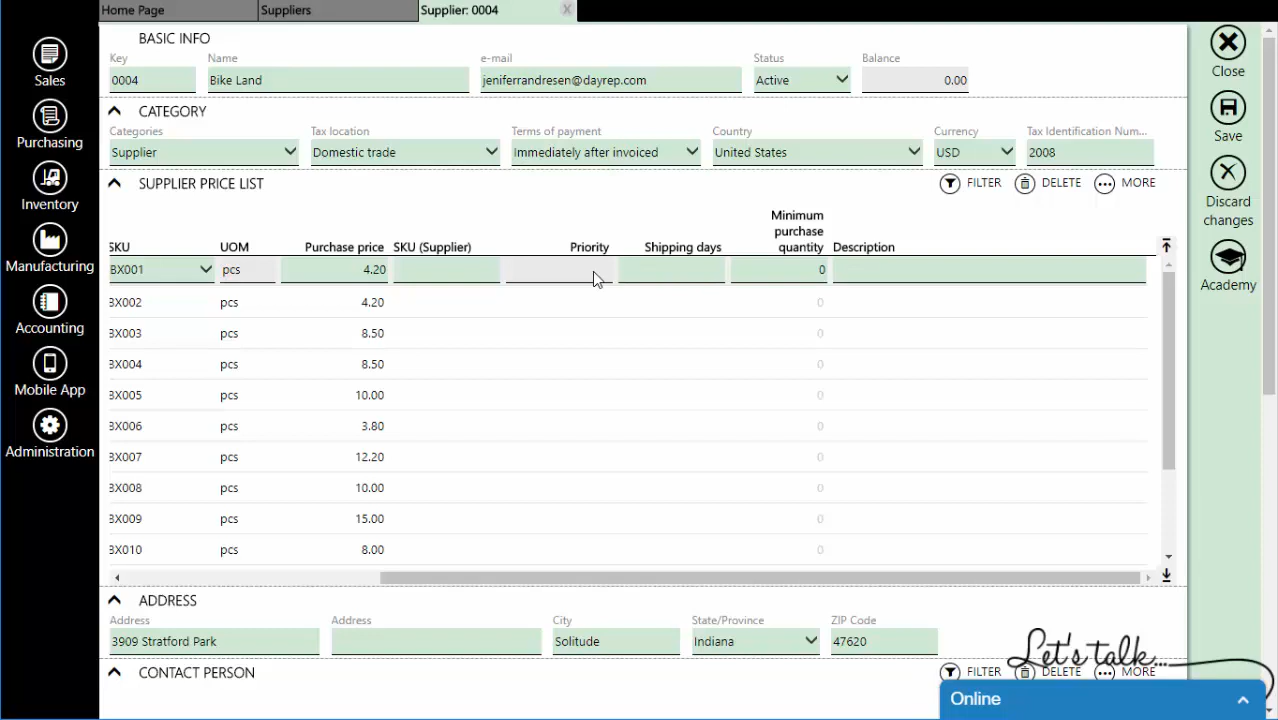 Home Page Suppliers Supplier: 0004
BASIC INFO
Key Name e-mail Status Balance
0004 Bike Land jeniferrandresen@dayrep.com Active 0.00
CATEGORY
Categories Tax location Terms of payment Country Currency Tax Identification Num...
Supplier Domestic trade Immediately after invoiced United States USD 2008
SUPPLIER PRICE LIST FILTER DELETE MORE
Minimum
purchase
SKU UOM Purchase price SKU (Supplier) Priority Shipping days quantity Description
BX001 pcs 4.20 0
BX002 pcs 4.20 0
BX003 pcs 8.50 0
BX004 pcs 8.50 0
BX005 pcs 10.00 0
BX006 pcs 3.80 0
BX007 pcs 12.20 0
BX008 pcs 10.00 0
BX009 pcs 15.00 0
BX010 pcs 8.00 0
ADDRESS
Address Address City State/Province ZIP Code
3909 Stratford Park Solitude Indiana 47620
CONTACT PERSON FILTER DELETE MORE
Sales
Purchasing
Inventory
Manufacturing
Accounting
Mobile App
Administration
Close
Save
Discard
changes
Academy
Let's talk...
Online